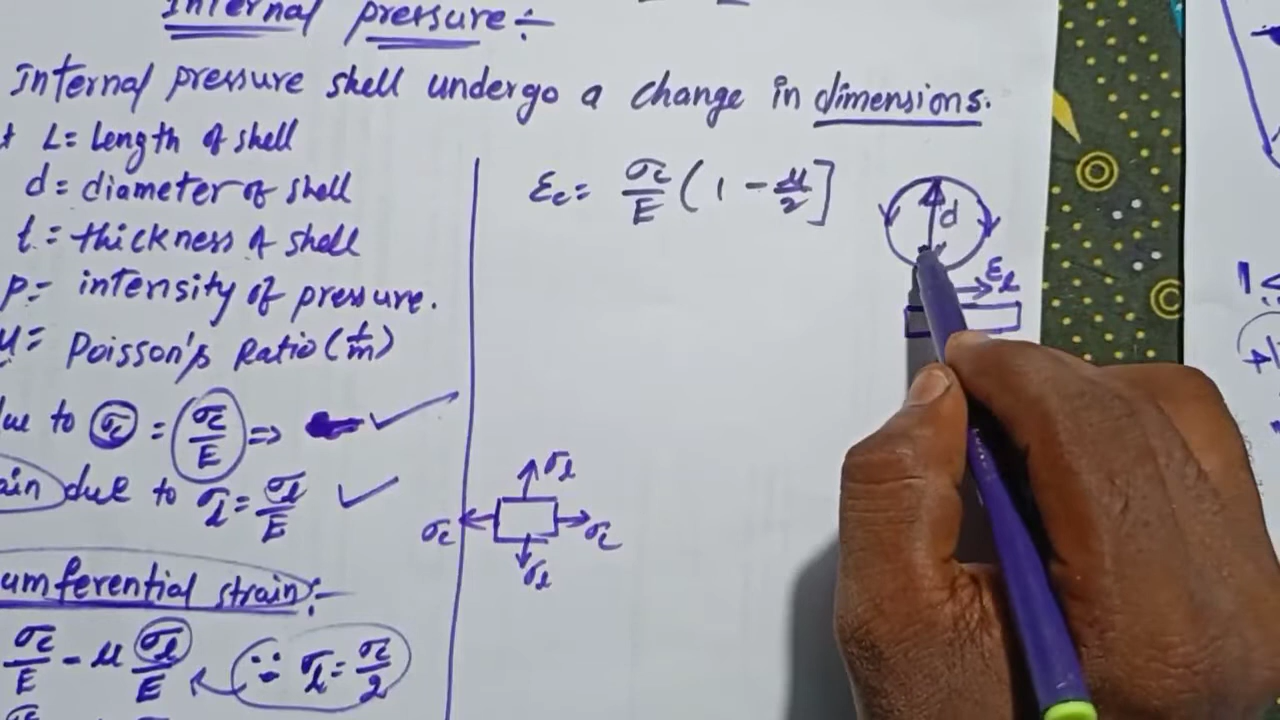 Internal pressure:-
Internal pressure shell undergo a change in dimensions.
L = Length of shell
d = diameter of shell
t = thickness of shell
p = intensity of pressure.
μ = Poisson's Ratio (1/m)
due to σc = σc/E ⇒
due to σl = σl/E
umferential strain:-
σc/E - μ σl/E ∵ σl = σc/2
εc = σc/E (1 - μ/2]
d
εl
σl
σc σc
σl